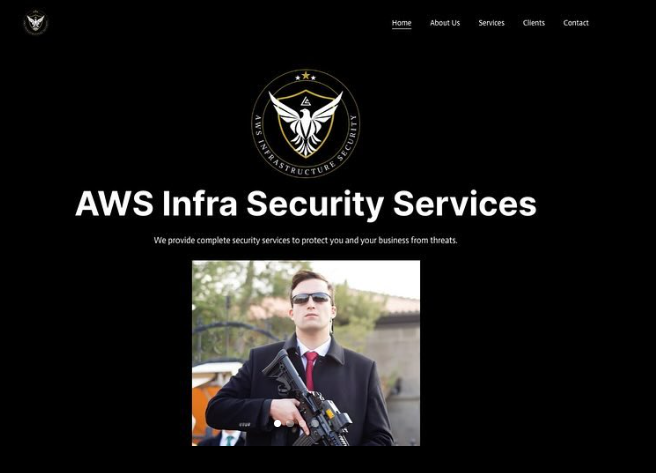 Home About Us Services Clients Contact
AWS INFRASTRUCTURE SECURITY
AWS Infra Security Services
We provide complete security services to protect you and your business from threats.